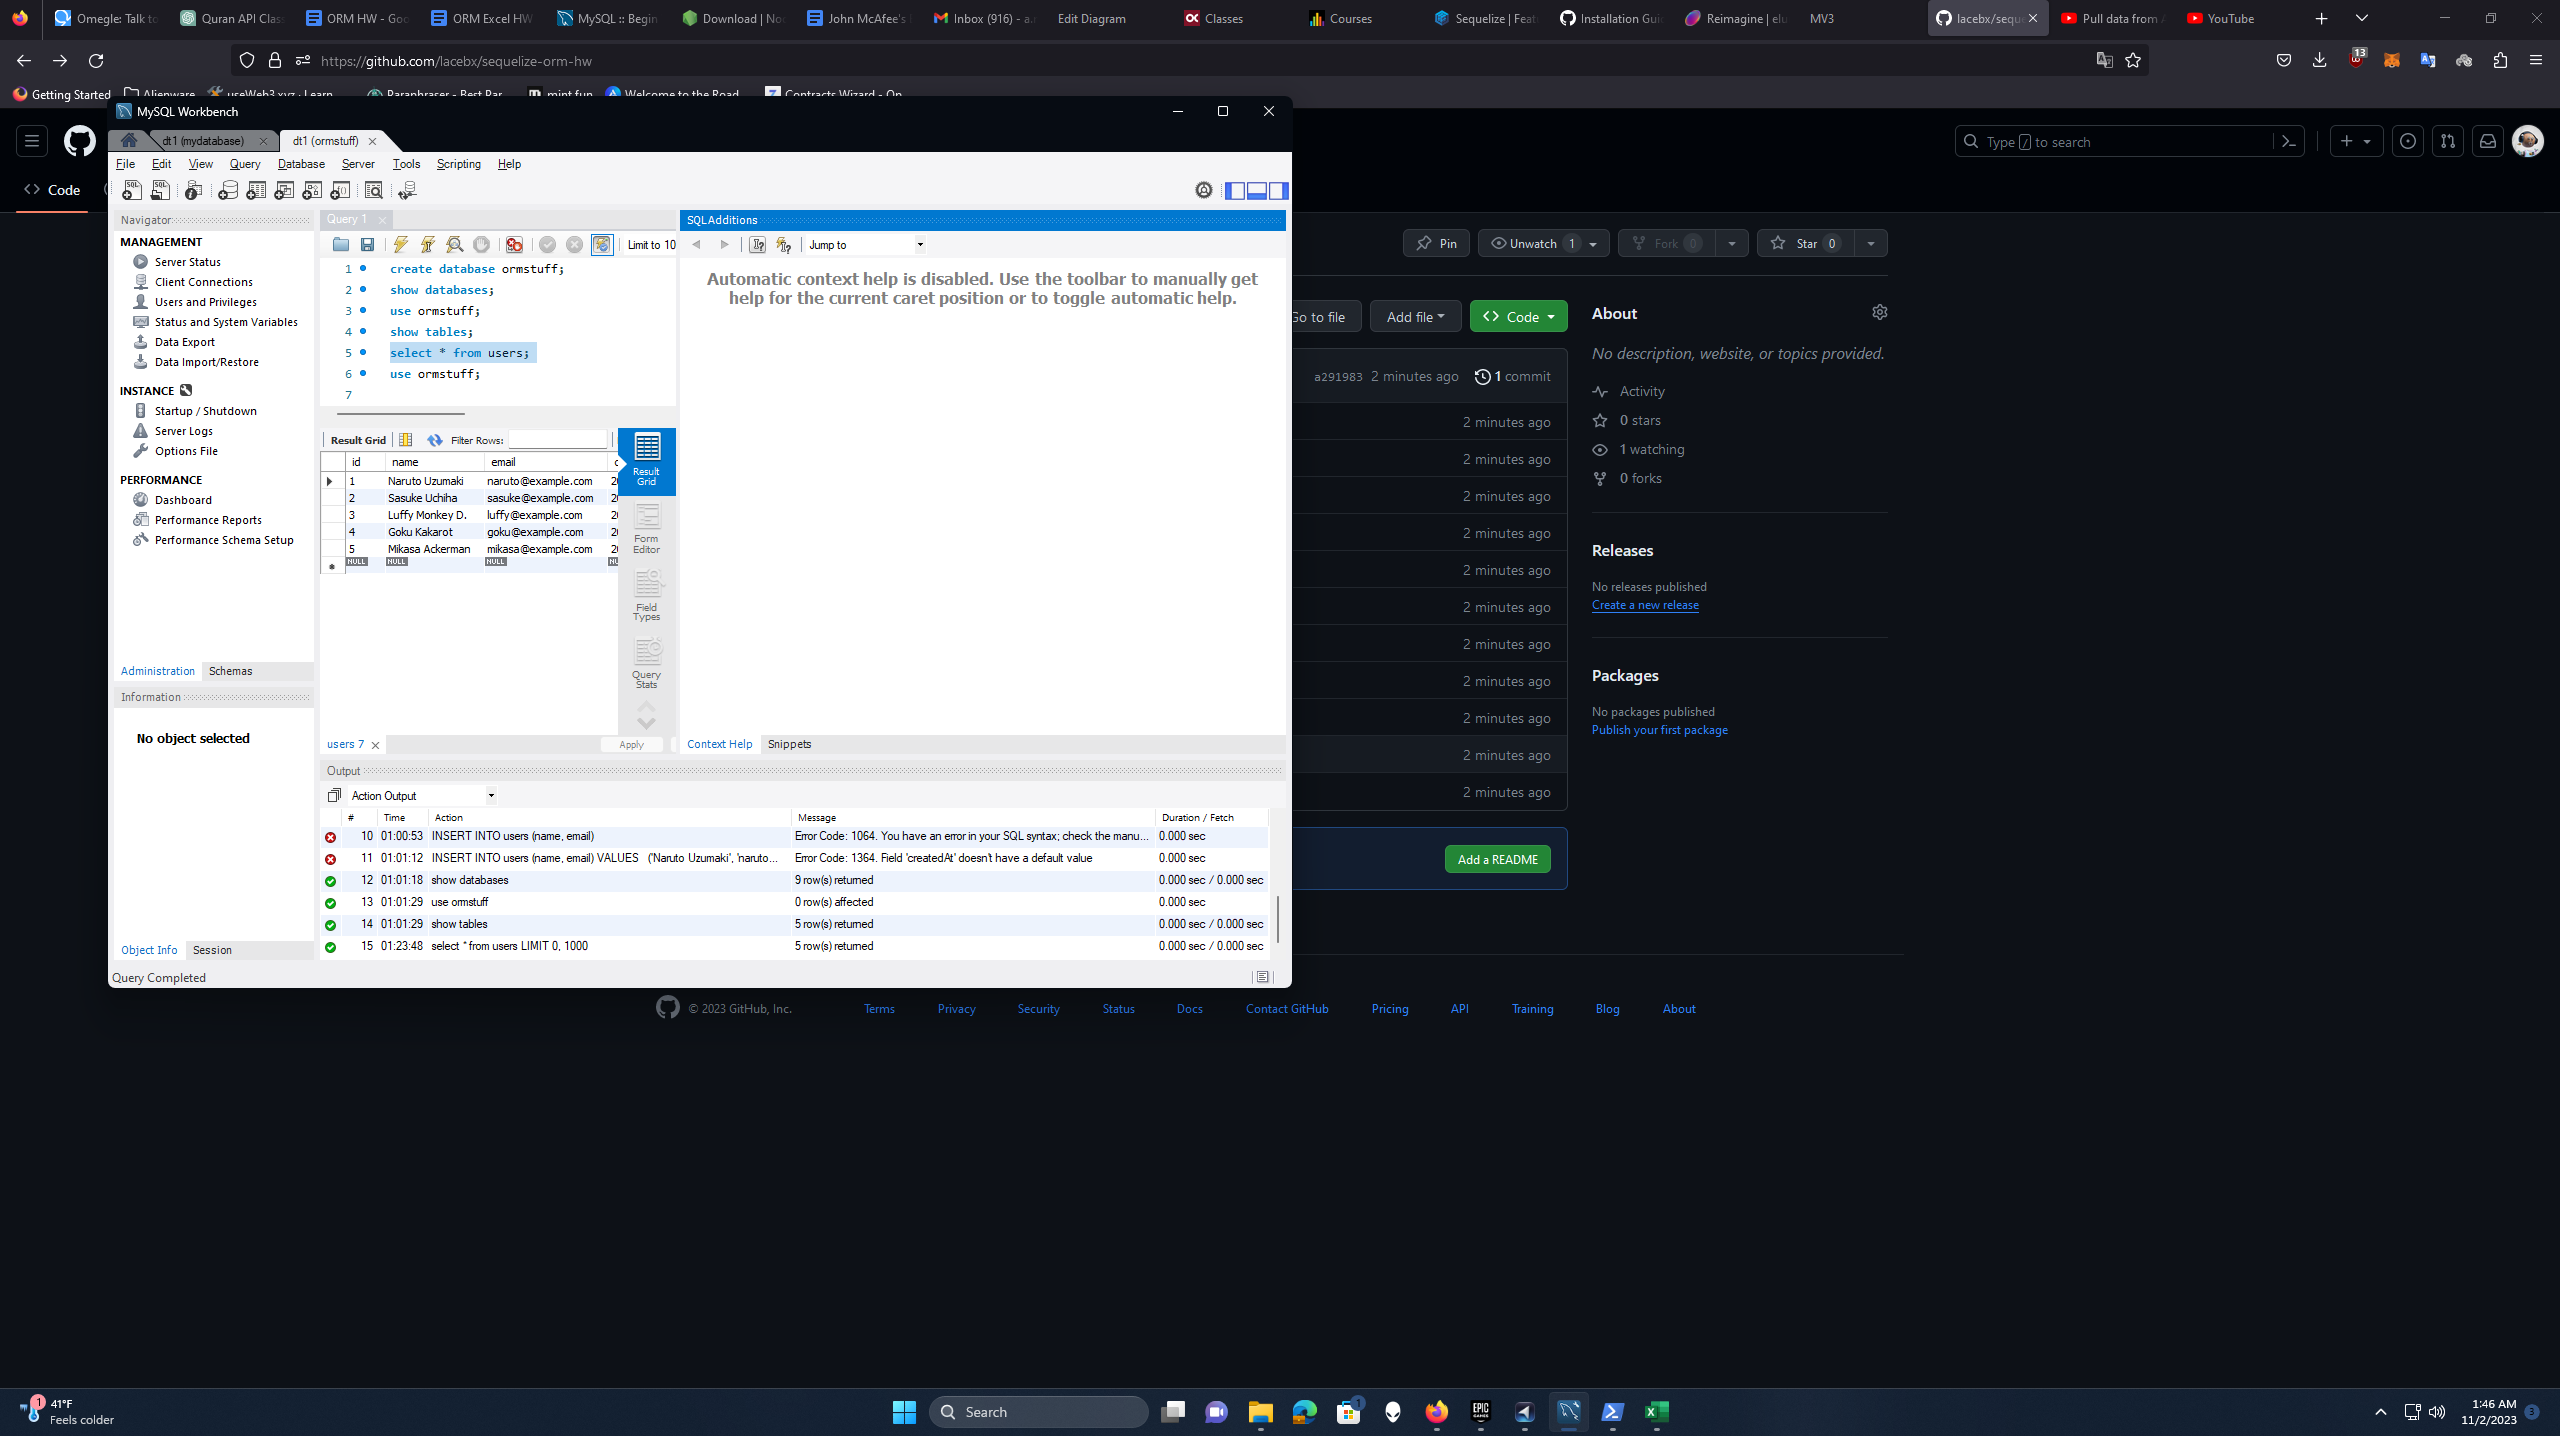 Omegle: Talk to
Quran API Clas
ORM HW - Goo
ORM Excel HW
MySQL :: Begin
Download | No
John McAfee's
Inbox (916) - a.
Edit Diagram
Classes
Courses
Sequelize | Feat
Installation Gui
Reimagine | elu
MV3
lacebx/seque
Pull data from
YouTube
https://github.com/lacebx/sequelize-orm-hw
13
Getting Started
Alienware
useWeb3.xyz · Learn
Paraphraser - Best Par
mint.fun
Welcome to the Road
Contracts Wizard - Op
MySQL Workbench
Type / to search
dt1 (mydatabase)
dt1 (ormstuff)
File Edit View Query Database Server Tools Scripting Help
Code
Navigator
Query 1
SQLAdditions
MANAGEMENT
Server Status
Client Connections
Users and Privileges
Status and System Variables
Data Export
Data Import/Restore
INSTANCE
Startup / Shutdown
Server Logs
Options File
PERFORMANCE
Dashboard
Performance Reports
Performance Schema Setup
Administration Schemas
Information
No object selected
Object Info Session
Query Completed
Limit to 10
1 create database ormstuff;
2 show databases;
3 use ormstuff;
4 show tables;
5 select * from users;
6 use ormstuff;
7
Result Grid Filter Rows:
id name email
1 Naruto Uzumaki naruto@example.com 2
2 Sasuke Uchiha sasuke@example.com 2
3 Luffy Monkey D. luffy@example.com 2
4 Goku Kakarot goku@example.com 2
5 Mikasa Ackerman mikasa@example.com 2
NULL NULL NULL NU
Result Grid
Form Editor
Field Types
Query Stats
users 7
Apply
Jump to
Automatic context help is disabled. Use the toolbar to manually get
help for the current caret position or to toggle automatic help.
Context Help Snippets
Output
Action Output
# Time Action Message Duration / Fetch
10 01:00:53 INSERT INTO users (name, email) Error Code: 1064. You have an error in your SQL syntax; check the manu... 0.000 sec
11 01:01:12 INSERT INTO users (name, email) VALUES ('Naruto Uzumaki', 'naruto... Error Code: 1364. Field 'createdAt' doesn't have a default value 0.000 sec
12 01:01:18 show databases 9 row(s) returned 0.000 sec / 0.000 sec
13 01:01:29 use ormstuff 0 row(s) affected 0.000 sec
14 01:01:29 show tables 5 row(s) returned 0.000 sec / 0.000 sec
15 01:23:48 select * from users LIMIT 0, 1000 5 row(s) returned 0.000 sec / 0.000 sec
Pin
Unwatch 1
Fork 0
Star 0
Go to file
Add file
Code
a291983 2 minutes ago 1 commit
2 minutes ago
2 minutes ago
2 minutes ago
2 minutes ago
2 minutes ago
2 minutes ago
2 minutes ago
2 minutes ago
2 minutes ago
2 minutes ago
2 minutes ago
Add a README
About
No description, website, or topics provided.
Activity
0 stars
1 watching
0 forks
Releases
No releases published
Create a new release
Packages
No packages published
Publish your first package
© 2023 GitHub, Inc.
Terms
Privacy
Security
Status
Docs
Contact GitHub
Pricing
API
Training
Blog
About
1
41°F
Feels colder
Search
1
EPIC
GAMES
1:46 AM
11/2/2023
3